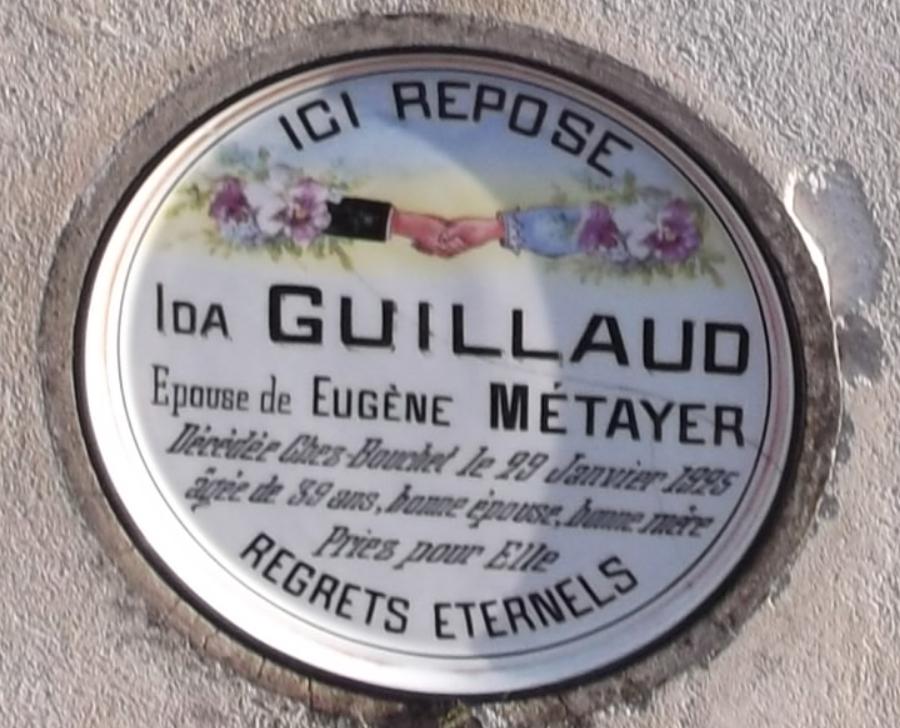 ICI REPOSE
IDA GUILLAUD
Epouse de EUGÈNE MÉTAYER
Décédée Chez-Bouchet le 29 Janvier 1925
âgée de 39 ans, bonne épouse, bonne mère
Priez pour Elle
REGRETS ETERNELS